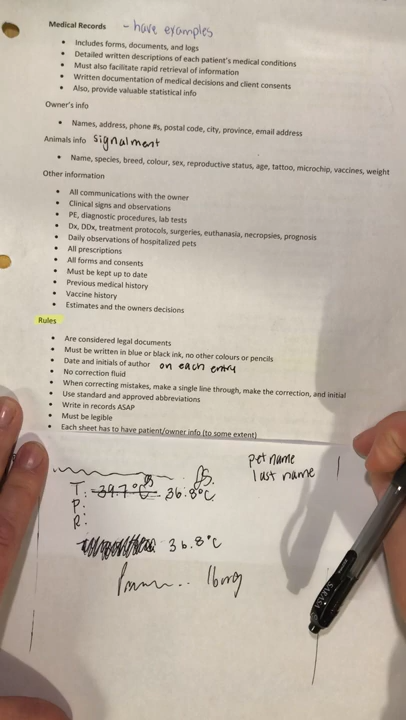 Medical Records - have examples
• Includes forms, documents, and logs
• Detailed written descriptions of each patient's medical conditions
• Must also facilitate rapid retrieval of information
• Written documentation of medical decisions and client consents
• Also, provide valuable statistical info
Owner's info
• Names, address, phone #s, postal code, city, province, email address
Animals info signalment
• Name, species, breed, colour, sex, reproductive status, age, tattoo, microchip, vaccines, weight
Other information
• All communications with the owner
• Clinical signs and observations
• PE, diagnostic procedures, lab tests
• Dx, DDx, treatment protocols, surgeries, euthanasia, necropsies, prognosis
• Daily observations of hospitalized pets
• All prescriptions
• All forms and consents
• Must be kept up to date
• Previous medical history
• Vaccine history
• Estimates and the owners decisions
Rules
• Are considered legal documents
• Must be written in blue or black ink, no other colours or pencils
• Date and initials of author on each entry
• No correction fluid
• When correcting mistakes, make a single line through, make the correction, and initial
• Use standard and approved abbreviations
• Write in records ASAP
• Must be legible
• Each sheet has to have patient/owner info (to some extent)
pet name
last name
T: 39.7°C 36.8°C
P:
R:
36.8°C
SARASA